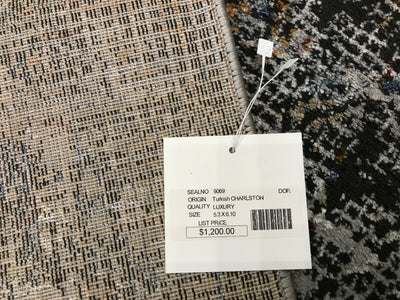 SEALNO 9069 DOF.
ORIGIN Turkish CHARLSTON
QUALITY LUXURY
SIZE 5.3 X 6.10
LIST PRICE
$1,200.00